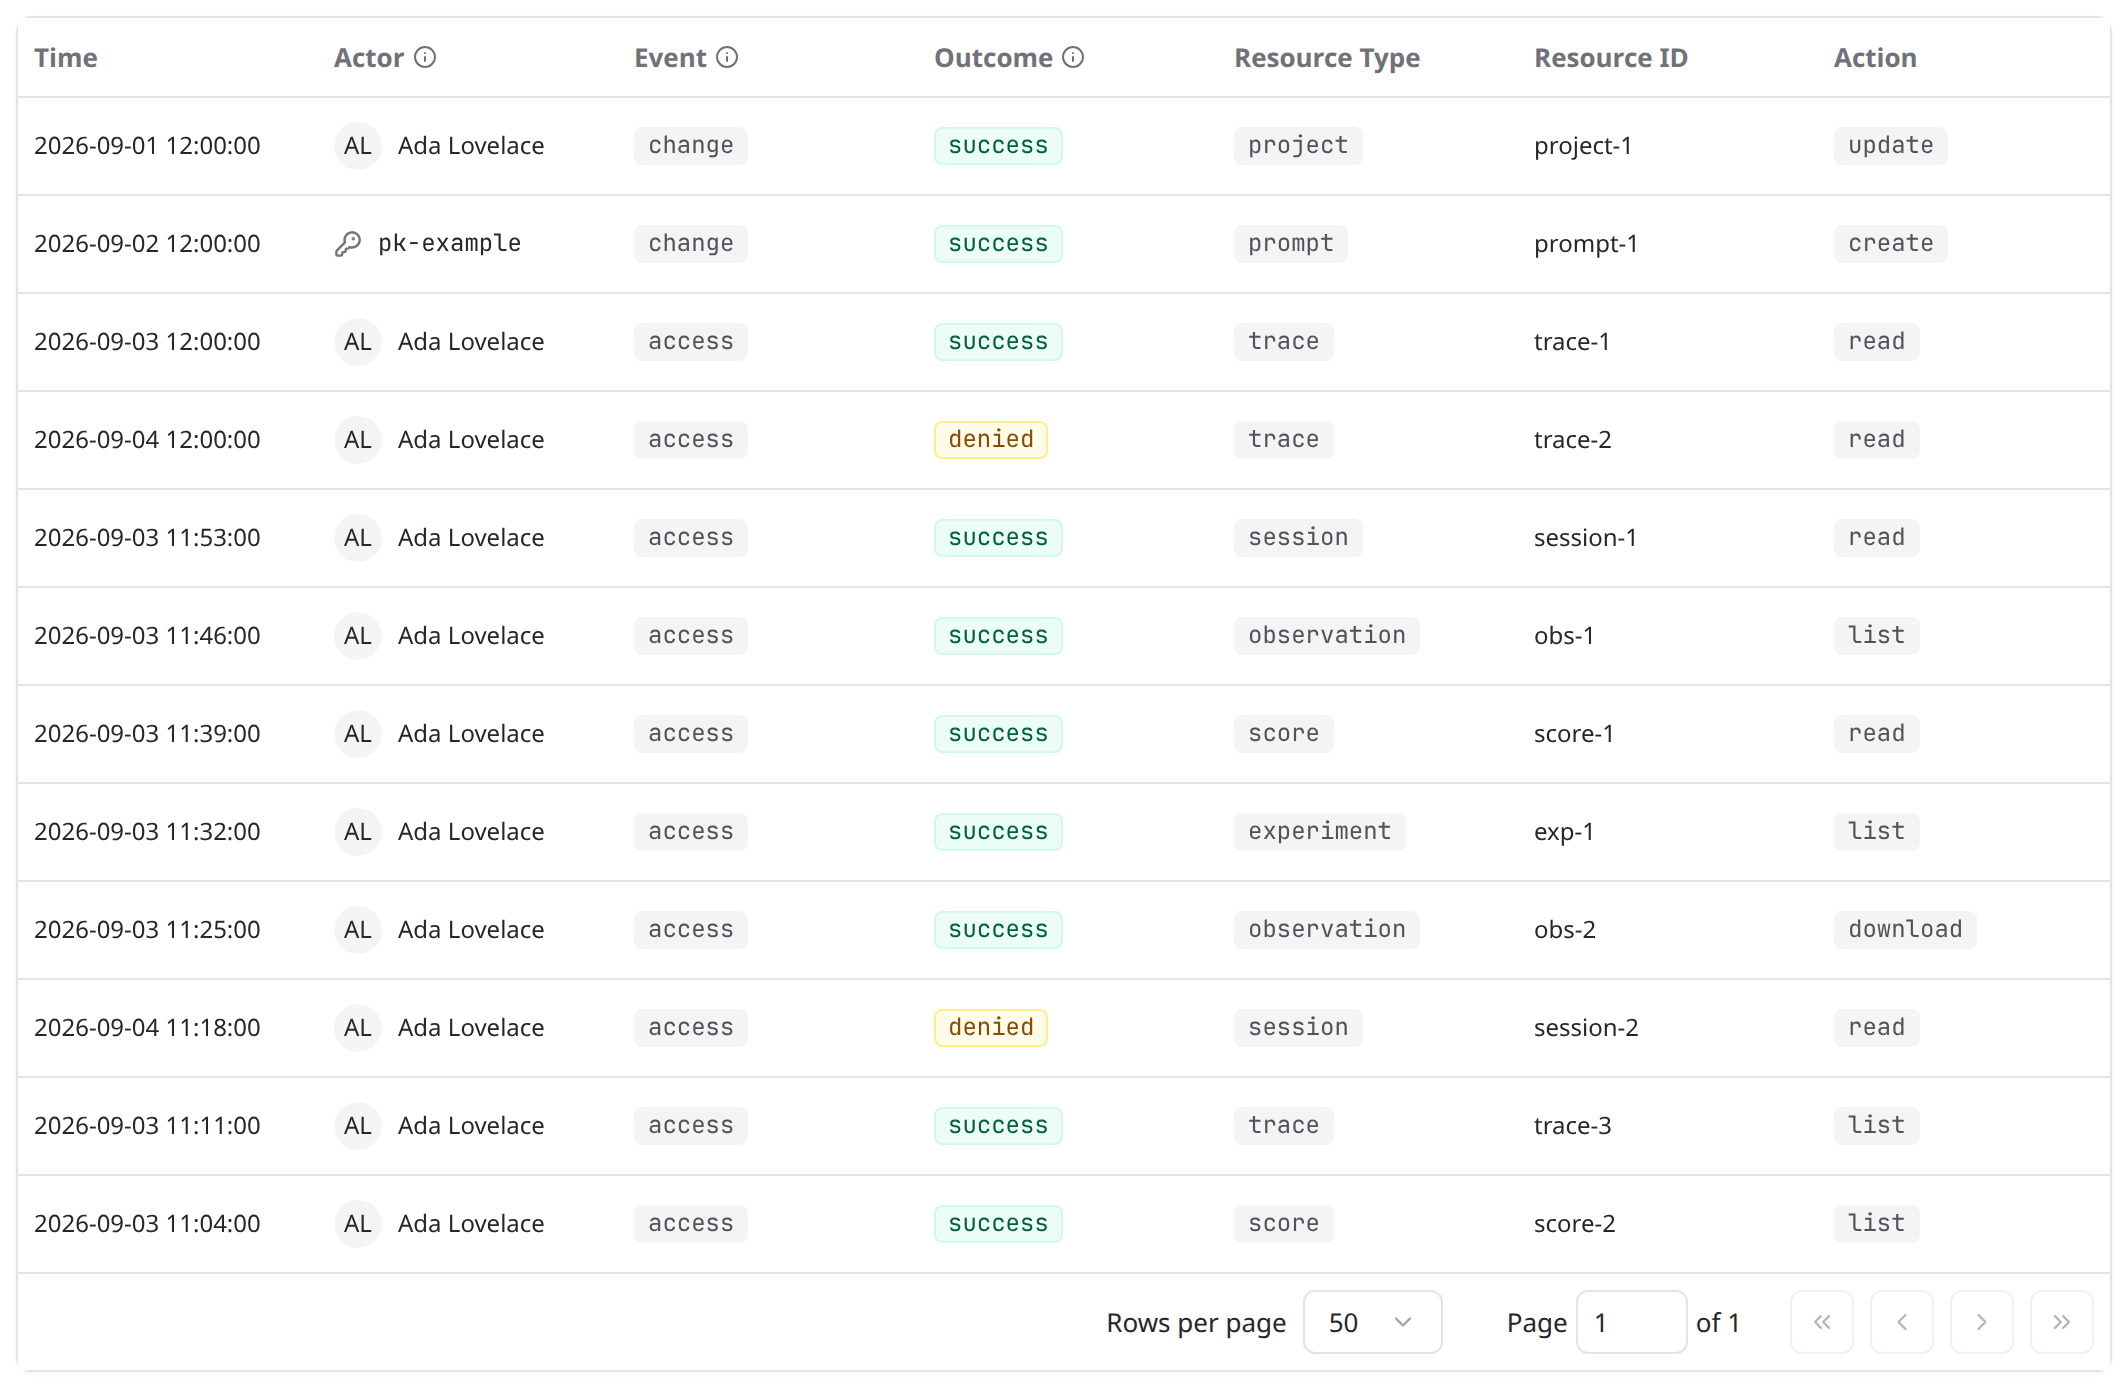 Time Actor Event Outcome Resource Type Resource ID Action
2026-09-01 12:00:00 AL Ada Lovelace change success project project-1 update
2026-09-02 12:00:00 pk-example change success prompt prompt-1 create
2026-09-03 12:00:00 AL Ada Lovelace access success trace trace-1 read
2026-09-04 12:00:00 AL Ada Lovelace access denied trace trace-2 read
2026-09-03 11:53:00 AL Ada Lovelace access success session session-1 read
2026-09-03 11:46:00 AL Ada Lovelace access success observation obs-1 list
2026-09-03 11:39:00 AL Ada Lovelace access success score score-1 read
2026-09-03 11:32:00 AL Ada Lovelace access success experiment exp-1 list
2026-09-03 11:25:00 AL Ada Lovelace access success observation obs-2 download
2026-09-04 11:18:00 AL Ada Lovelace access denied session session-2 read
2026-09-03 11:11:00 AL Ada Lovelace access success trace trace-3 list
2026-09-03 11:04:00 AL Ada Lovelace access success score score-2 list
Rows per page 50 Page 1 of 1